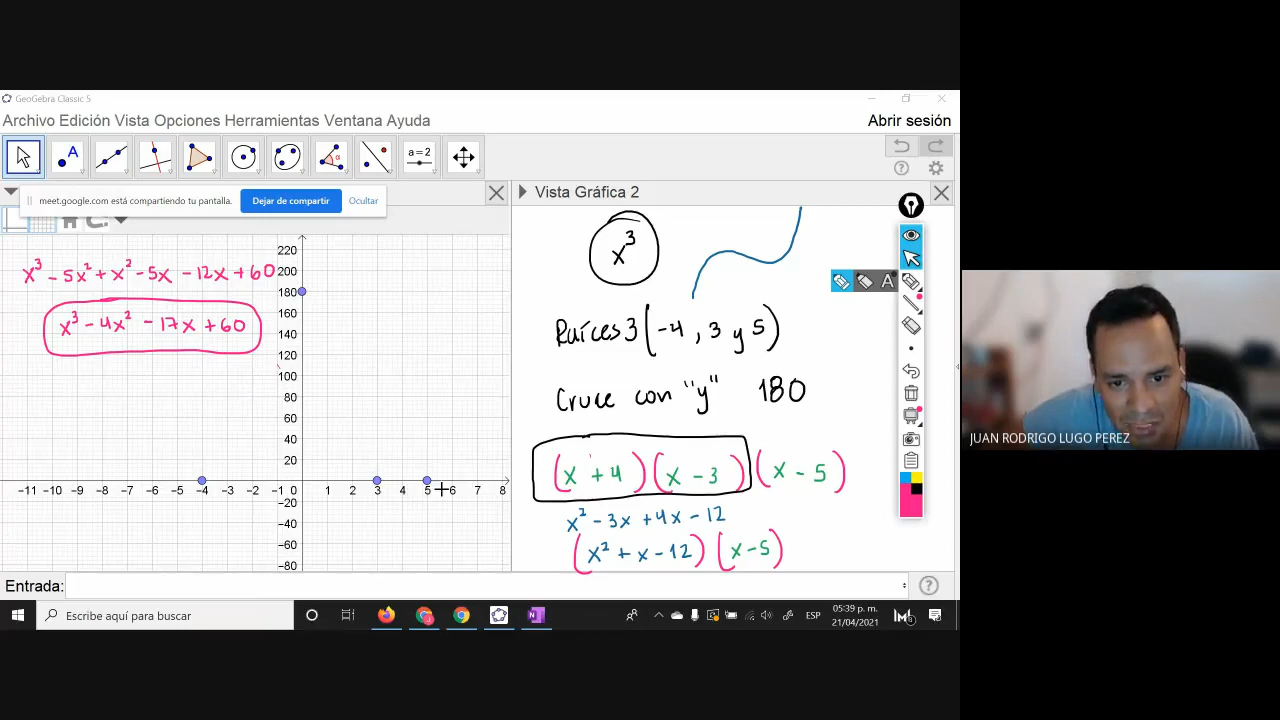 GeoGebra Classic 5
Archivo Edición Vista Opciones Herramientas Ventana Ayuda
Abrir sesión
a = 2
meet.google.com está compartiendo tu pantalla.
Dejar de compartir
Ocultar
Vista Gráfica 2
x³ - 5x² + x² - 5x - 12x + 60
x³ - 4x² - 17x + 60
220
200
180
160
140
120
100
80
60
40
20
-20
-40
-60
-80
-11 -10 -9 -8 -7 -6 -5 -4 -3 -2 -1 0 1 2 3 4 5 6 7 8
x³
A
Raíces 3 (-4, 3 y 5)
Cruce con "y" 180
(x + 4)(x - 3)(x - 5)
x² - 3x + 4x - 12
(x² + x - 12)(x - 5)
Entrada:
Escribe aquí para buscar
ESP
05:39 p. m.
21/04/2021
JUAN RODRIGO LUGO PEREZ